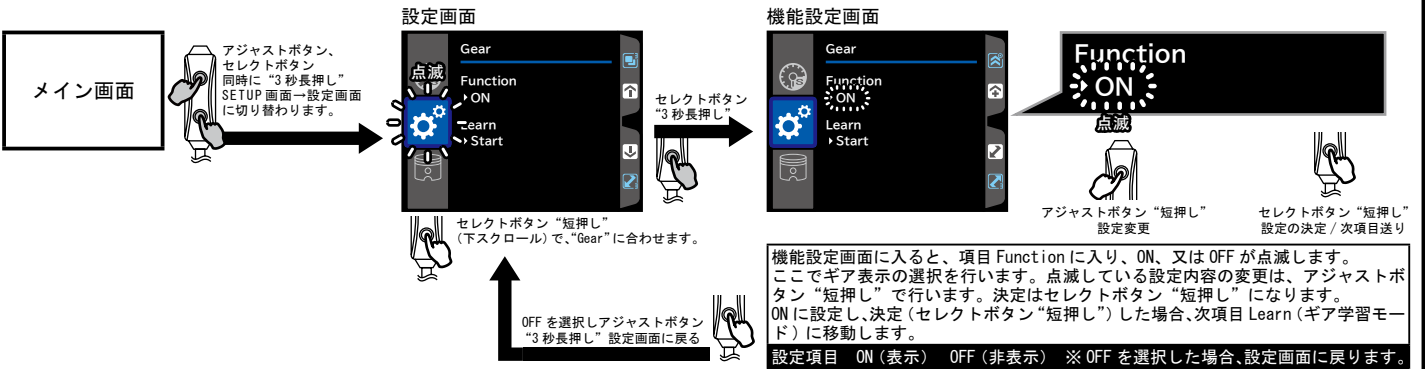 設定画面
機能設定画面
メイン画面
アジャストボタン、
セレクトボタン
同時に“3秒長押し”
SETUP画面→設定画面
に切り替わります。
点滅
Gear
Function
ON
Learn
Start
セレクトボタン
“3秒長押し”
Gear
Function
ON
Learn
Start
Function
ON
点滅
アジャストボタン“短押し”
設定変更
セレクトボタン“短押し”
設定の決定/次項目送り
セレクトボタン“短押し”
(下スクロール)で、“Gear”に合わせます。
OFFを選択しアジャストボタン
“3秒長押し”設定画面に戻る
機能設定画面に入ると、項目Functionに入り、ON、又はOFFが点滅します。
ここでギア表示の選択を行います。点滅している設定内容の変更は、アジャストボ
タン“短押し”で行います。決定はセレクトボタン“短押し”になります。
ONに設定し、決定(セレクトボタン“短押し”)した場合、次項目Learn(ギア学習モー
ド)に移動します。
設定項目 ON(表示) OFF(非表示) ※OFFを選択した場合、設定画面に戻ります。